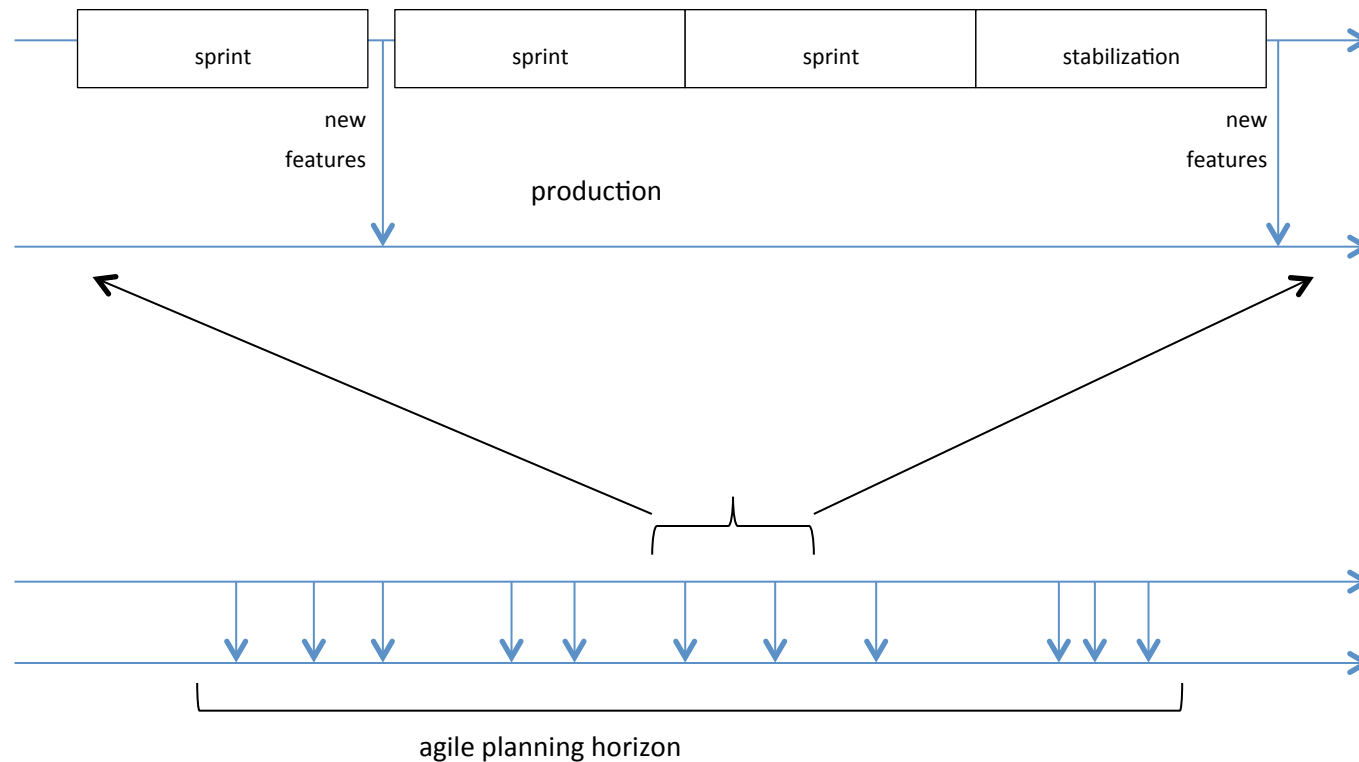 sprint
sprint
sprint
stabilization
new
features
new
features
production
agile planning horizon